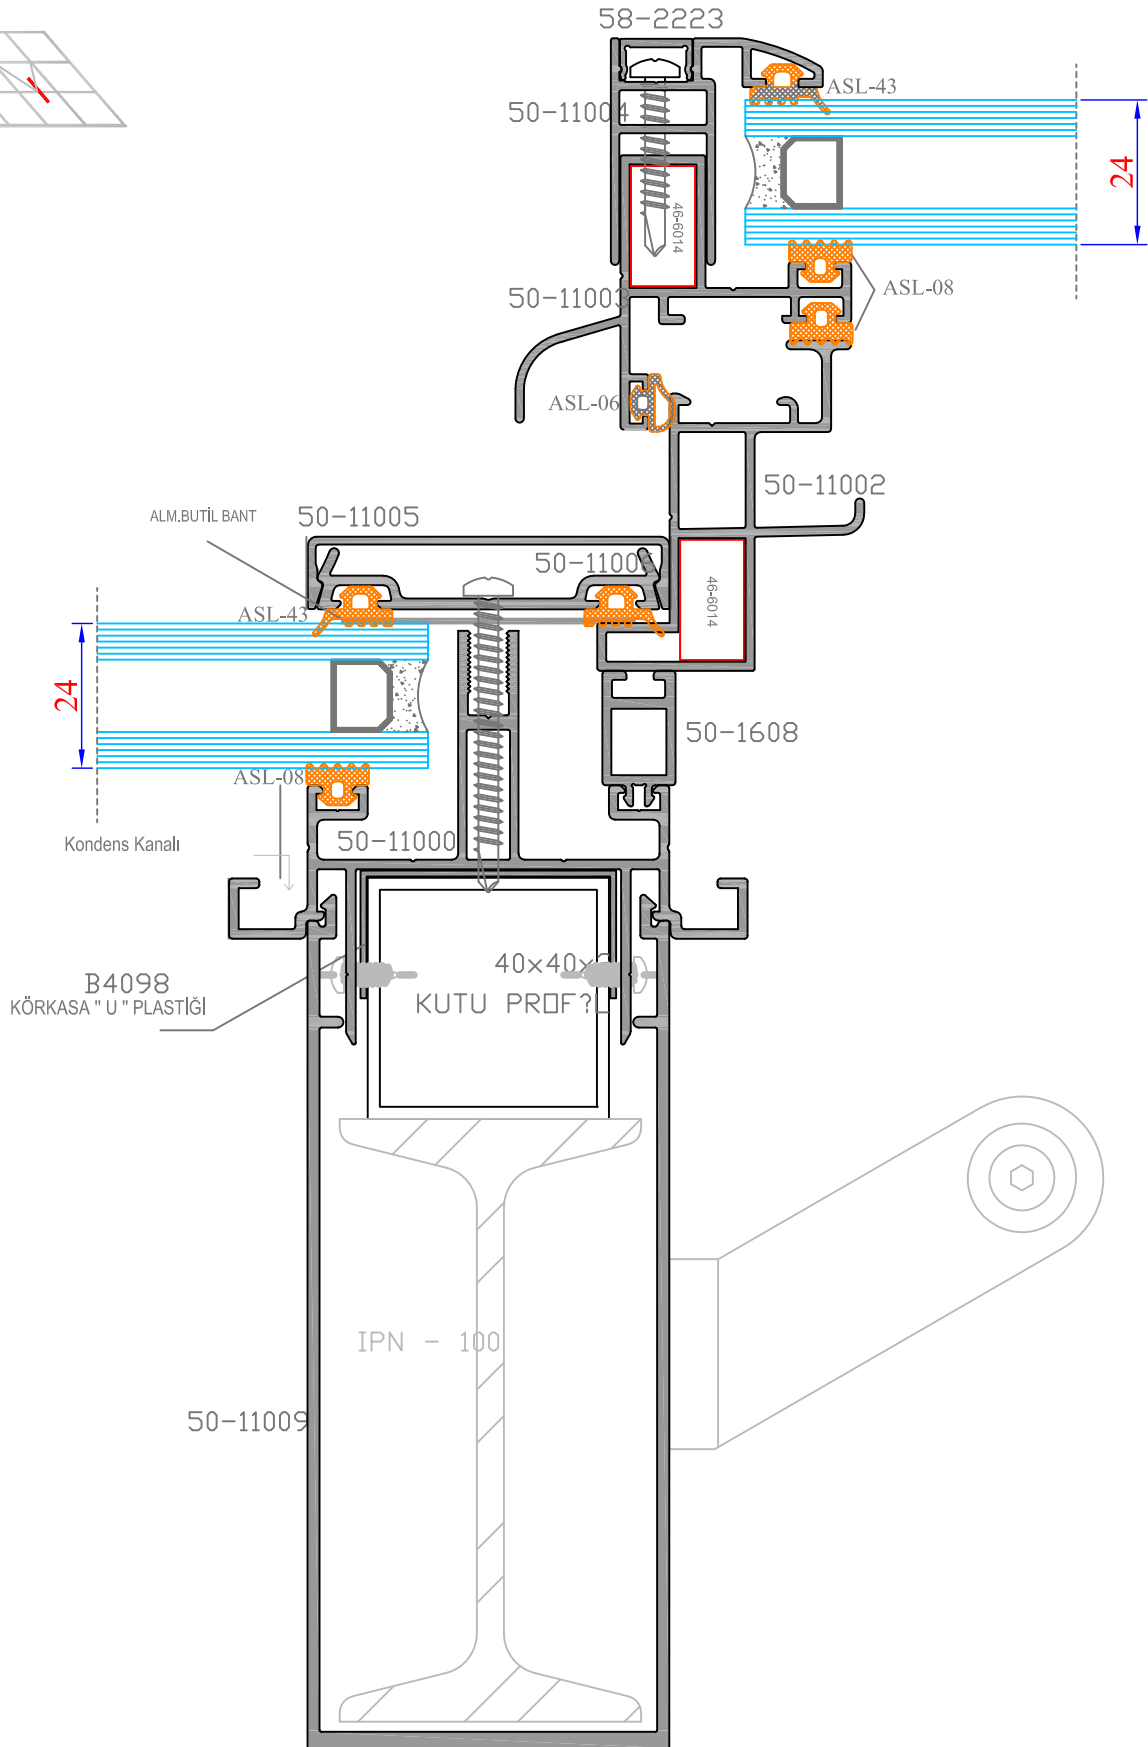 58-2223
ASL-43
50-11004
24
46-6014
ASL-08
50-11003
ASL-06
50-11002
ALM.BUTİL BANT
50-11005
50-11006
46-6014
ASL-43
24
50-1608
ASL-08
Kondens Kanalı
50-11000
B4098
KÖRKASA " U " PLASTİĞİ
40x40x
KUTU PROF?L
IPN - 100
50-11009